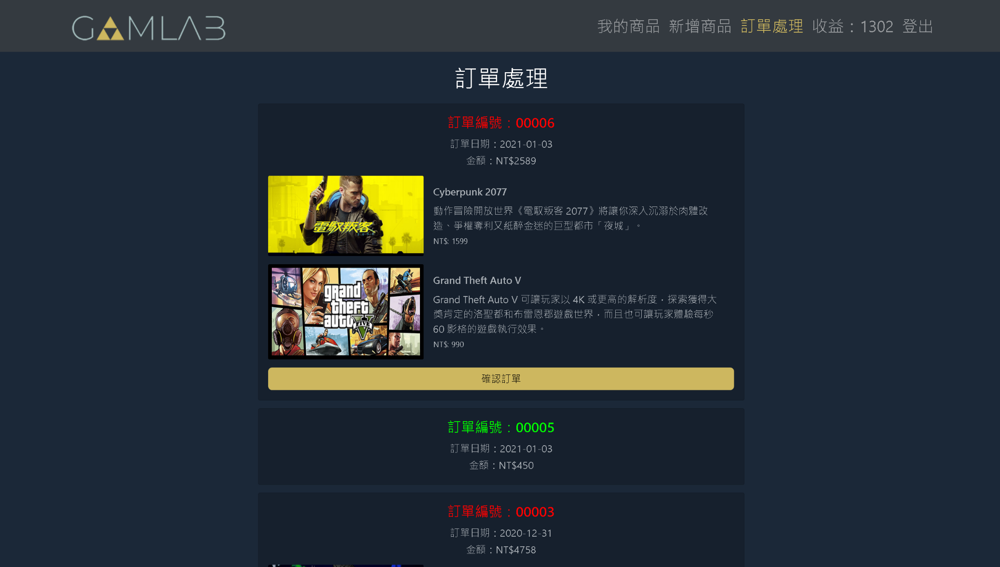 GAMLAB
我的商品 新增商品 訂單處理 收益：1302 登出
訂單處理
訂單編號：00006
訂單日期：2021-01-03
金額：NT$2589
電馭叛客
Cyberpunk 2077
動作冒險開放世界《電馭叛客 2077》將讓你深入沉溺於肉體改
造、爭權奪利又紙醉金迷的巨型都市「夜城」。
NT$: 1599
grand
theft
auto
V
FIVE
Grand Theft Auto V
Grand Theft Auto V 可讓玩家以 4K 或更高的解析度，探索獲得大
獎肯定的洛聖都和布雷恩郡遊戲世界，而且也可讓玩家體驗每秒
60 影格的遊戲執行效果。
NT$: 990
確認訂單
訂單編號：00005
訂單日期：2021-01-03
金額：NT$450
訂單編號：00003
訂單日期：2020-12-31
金額：NT$4758